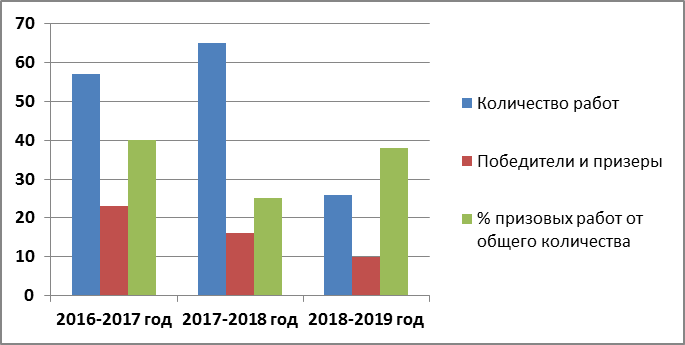 70
60
50
40
30
20
10
0
2016-2017 год
2017-2018 год
2018-2019 год
Количество работ
Победители и призеры
% призовых работ от
общего количества